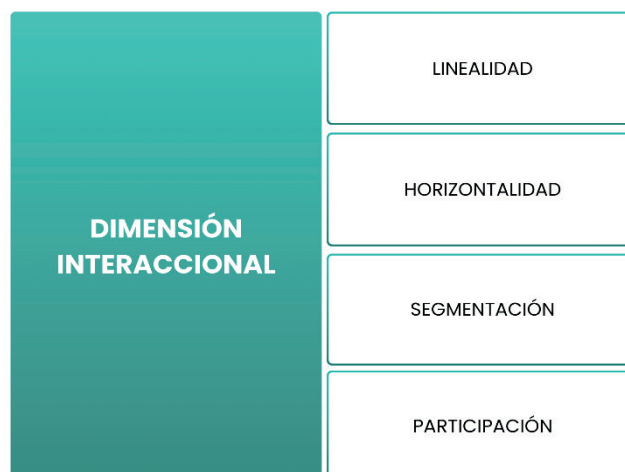 DIMENSIÓN
INTERACCIONAL
LINEALIDAD
HORIZONTALIDAD
SEGMENTACIÓN
PARTICIPACIÓN